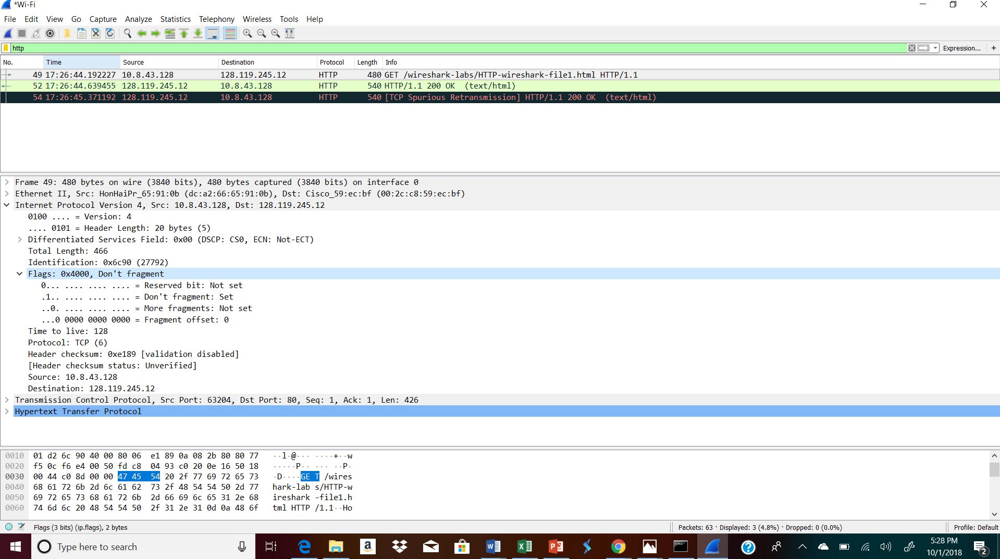 *Wi-Fi
File Edit View Go Capture Analyze Statistics Telephony Wireless Tools Help
http Expression... +
No. Time Source Destination Protocol Length Info
49 17:26:44.192227 10.8.43.128 128.119.245.12 HTTP 480 GET /wireshark-labs/HTTP-wireshark-file1.html HTTP/1.1
52 17:26:44.639455 128.119.245.12 10.8.43.128 HTTP 540 HTTP/1.1 200 OK (text/html)
54 17:26:45.371192 128.119.245.12 10.8.43.128 HTTP 540 [TCP Spurious Retransmission] HTTP/1.1 200 OK (text/html)
Frame 49: 480 bytes on wire (3840 bits), 480 bytes captured (3840 bits) on interface 0
Ethernet II, Src: HonHaiPr_65:91:0b (dc:a2:66:65:91:0b), Dst: Cisco_59:ec:bf (00:2c:c8:59:ec:bf)
Internet Protocol Version 4, Src: 10.8.43.128, Dst: 128.119.245.12
0100 .... = Version: 4
.... 0101 = Header Length: 20 bytes (5)
Differentiated Services Field: 0x00 (DSCP: CS0, ECN: Not-ECT)
Total Length: 466
Identification: 0x6c90 (27792)
Flags: 0x4000, Don't fragment
0... .... .... .... = Reserved bit: Not set
.1.. .... .... .... = Don't fragment: Set
..0. .... .... .... = More fragments: Not set
...0 0000 0000 0000 = Fragment offset: 0
Time to live: 128
Protocol: TCP (6)
Header checksum: 0xe189 [validation disabled]
[Header checksum status: Unverified]
Source: 10.8.43.128
Destination: 128.119.245.12
Transmission Control Protocol, Src Port: 63204, Dst Port: 80, Seq: 1, Ack: 1, Len: 426
Hypertext Transfer Protocol
0010 01 d2 6c 90 40 00 80 06 e1 89 0a 08 2b 80 80 77 ··l·@··· ····+··w
0020 f5 0c f6 e4 00 50 fd c8 04 93 c0 20 0e 16 50 18 ·····P·· ··· ··P·
0030 00 44 c0 8d 00 00 47 45 54 20 2f 77 69 72 65 73 ·D····GE T /wires
0040 68 61 72 6b 2d 6c 61 62 73 2f 48 54 54 50 2d 77 hark-lab s/HTTP-w
0050 69 72 65 73 68 61 72 6b 2d 66 69 6c 65 31 2e 68 ireshark -file1.h
0060 74 6d 6c 20 48 54 54 50 2f 31 2e 31 0d 0a 48 6f tml HTTP /1.1··Ho
Flags (3 bits) (ip.flags), 2 bytes Packets: 63 · Displayed: 3 (4.8%) · Dropped: 0 (0.0%) Profile: Default
Type here to search 5:28 PM
10/1/2018 2